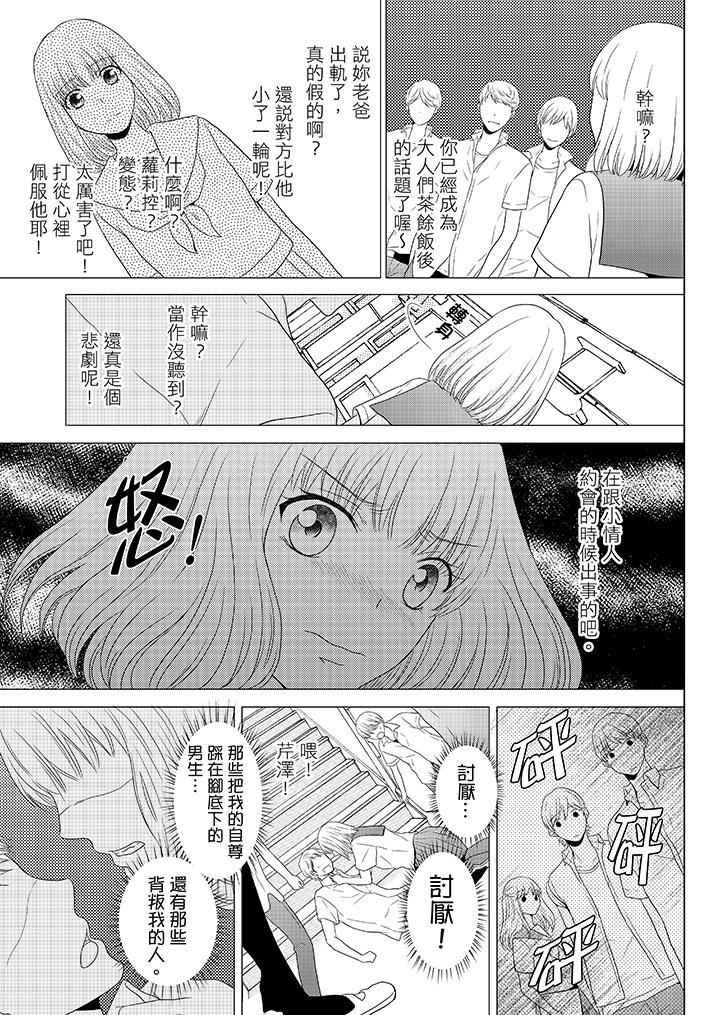 幹嘛？
你已經成為
大人們茶餘飯後
的話題了喔～
說妳老爸
出軌了，
真的假的啊？
還說對方比他
小了一輪呢！
什麼啊？
蘿莉控？
變態？
太厲害了吧！
打從心裡
佩服他耶！
轉身
幹嘛？
當作沒聽到？
還真是個
悲劇呢！
在跟小情人
約會的時候出事的吧。
怒！
砰
砰
砰
討厭…
討厭！
喂！
芹澤！
那些把我的自尊
踩在腳底下的
男生…
還有那些
背叛我的人。